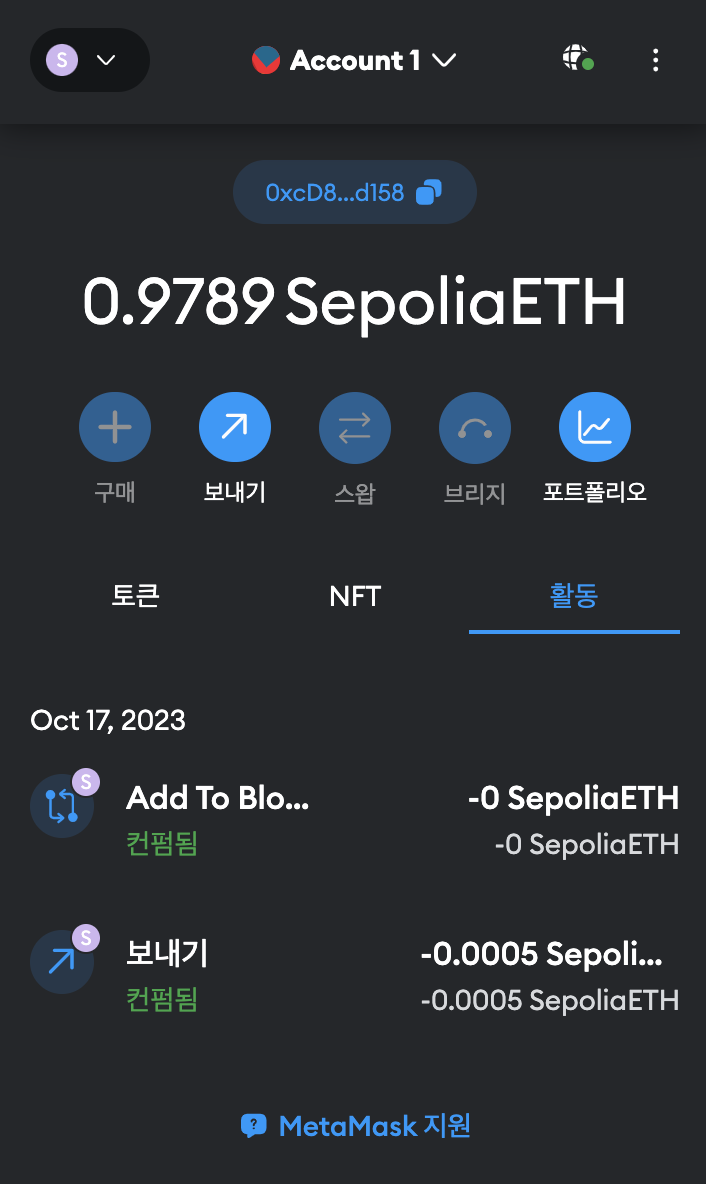 S
Account 1
0xcD8...d158
0.9789 SepoliaETH
구매 보내기 스왑 브리지 포트폴리오
토큰 NFT 활동
Oct 17, 2023
S
Add To Blo... -0 SepoliaETH
컨펌됨 -0 SepoliaETH
S
보내기 -0.0005 Sepoli...
컨펌됨 -0.0005 SepoliaETH
? MetaMask 지원